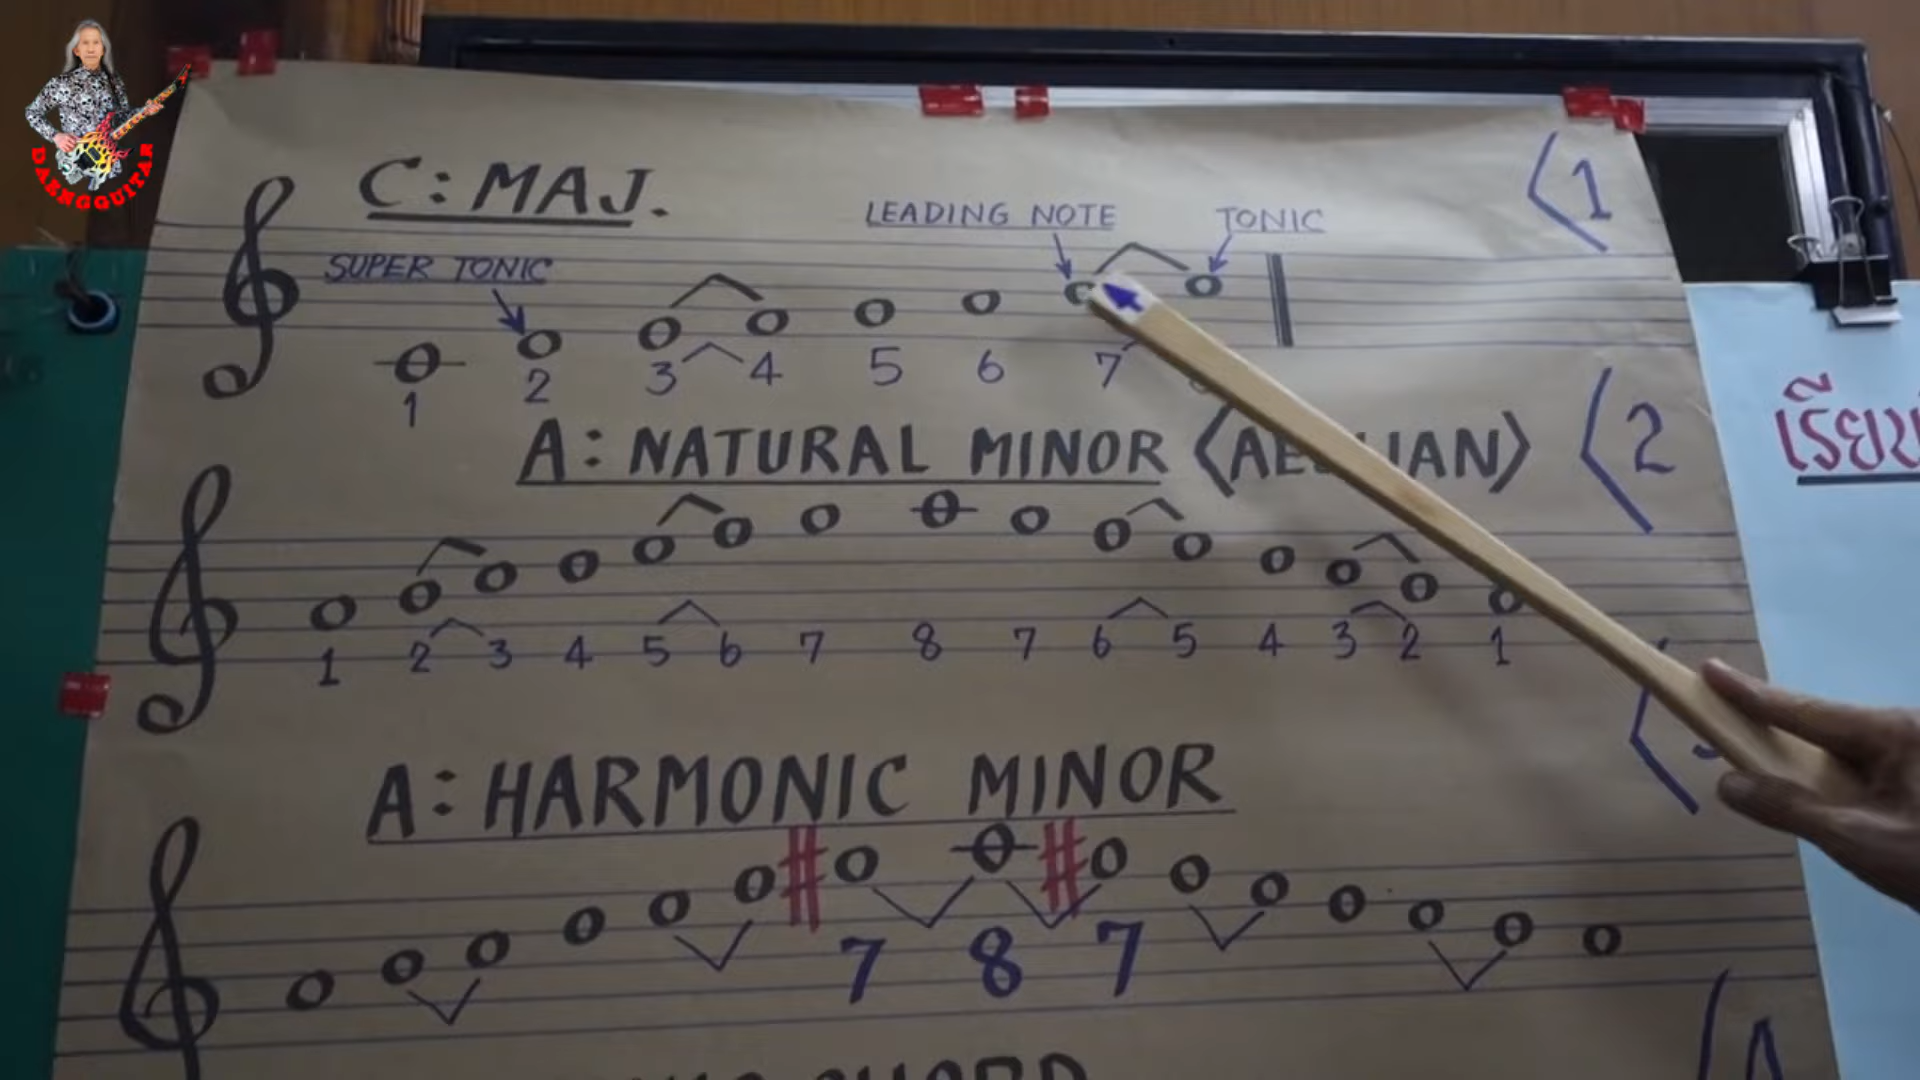 DAENGGUITAR
C: MAJ.
⟨1
LEADING NOTE
TONIC
SUPER TONIC
1 2 3 4 5 6 7
A: NATURAL MINOR
⟨2
1 2 3 4 5 6 7 8 7 6 5 4 3 2 1
A: HARMONIC MINOR
# #
7 8 7